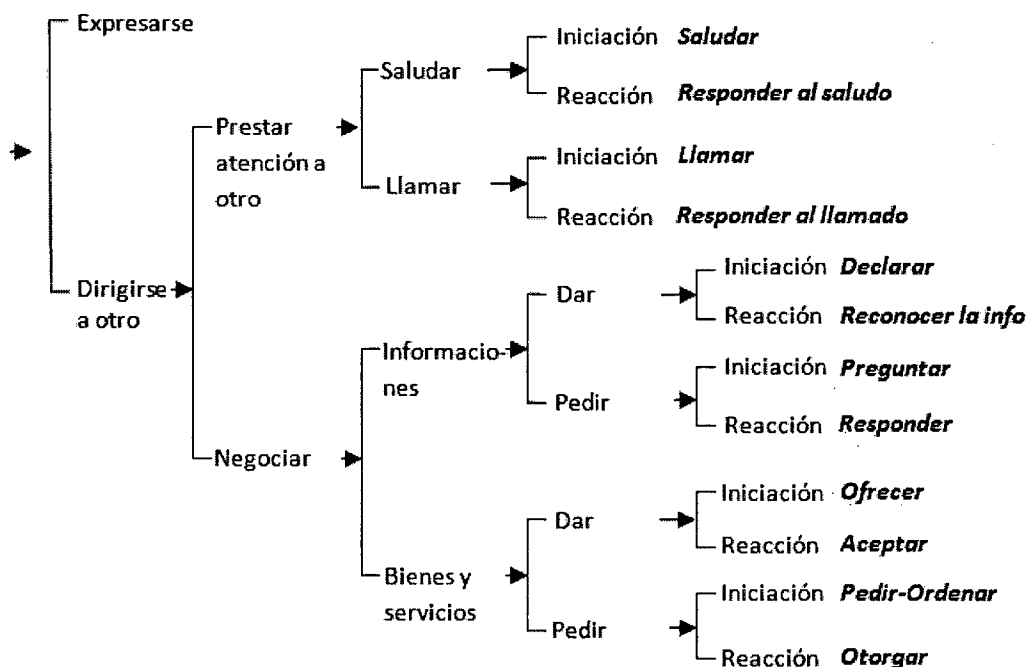 Expresarse
Iniciación Saludar
Saludar
Reacción Responder al saludo
Prestar
atención a
otro
Iniciación Llamar
Llamar
Reacción Responder al llamado
Dirigirse
a otro
Iniciación Declarar
Dar
Reacción Reconocer la info
Informacio-
nes
Iniciación Preguntar
Pedir
Reacción Responder
Negociar
Iniciación Ofrecer
Dar
Reacción Aceptar
Bienes y
servicios
Iniciación Pedir-Ordenar
Pedir
Reacción Otorgar